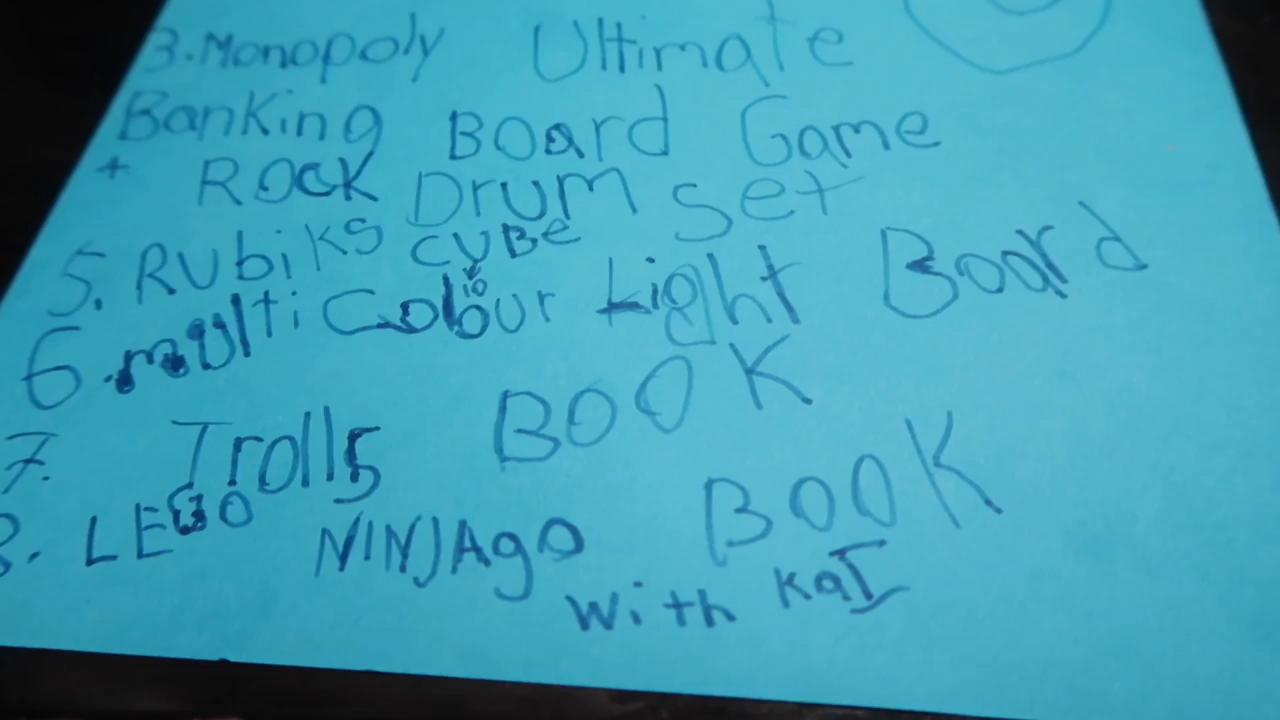 3. Monopoly Ultimate
Banking Board Game
+ ROCK Drum Set
5. Rubiks cube
6. multi Colour Light Board
7. Trolls BOOK
8. LEGO NINJAgo BOOK
with KaI